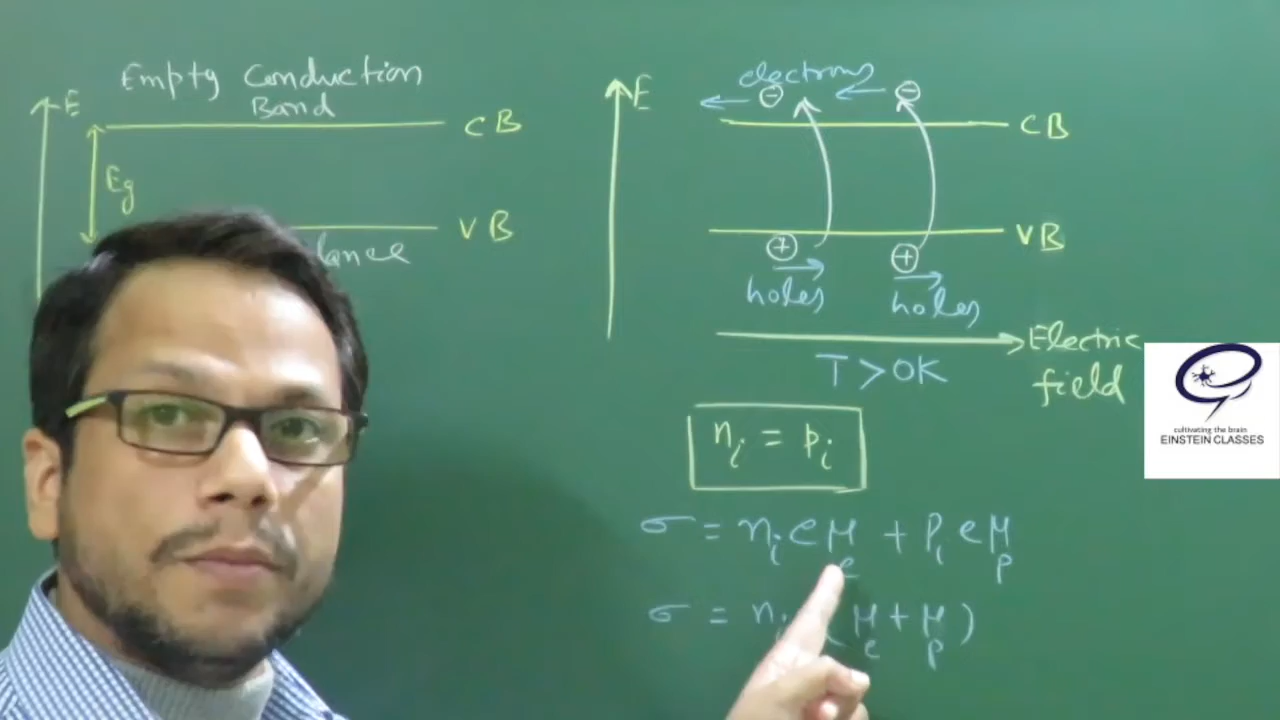 Empty Conduction
Band
E
CB
Eg
VB
electrons
⊖ ⊖
E
CB
VB
⊕ ⊕
holes holes
Electric
field
T > 0K
nᵢ = pᵢ
σ = nᵢ e μₑ + Pᵢ e μₚ
σ = nᵢ ( μₑ + μₚ )
cultivating the brain
EINSTEIN CLASSES